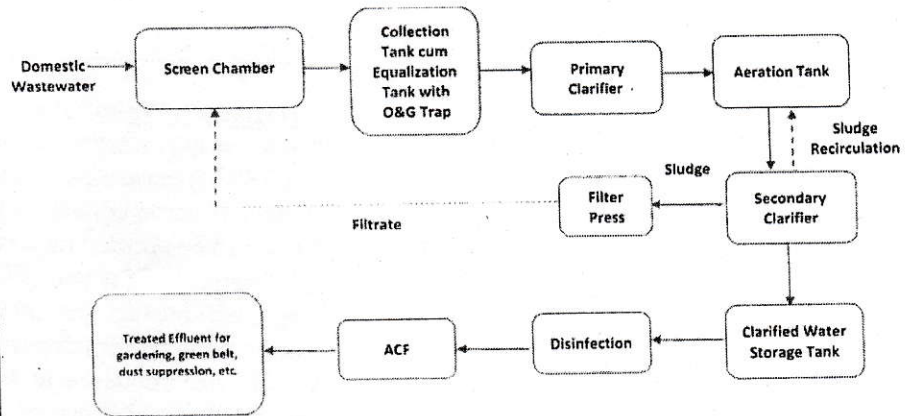 Domestic
Wastewater
Screen Chamber
Collection
Tank cum
Equalization
Tank with
O&G Trap
Primary
Clarifier
Aeration Tank
Sludge
Recirculation
Sludge
Filter
Press
Secondary
Clarifier
Filtrate
Treated Effluent for
gardening, green belt,
dust suppression, etc.
ACF
Disinfection
Clarified Water
Storage Tank